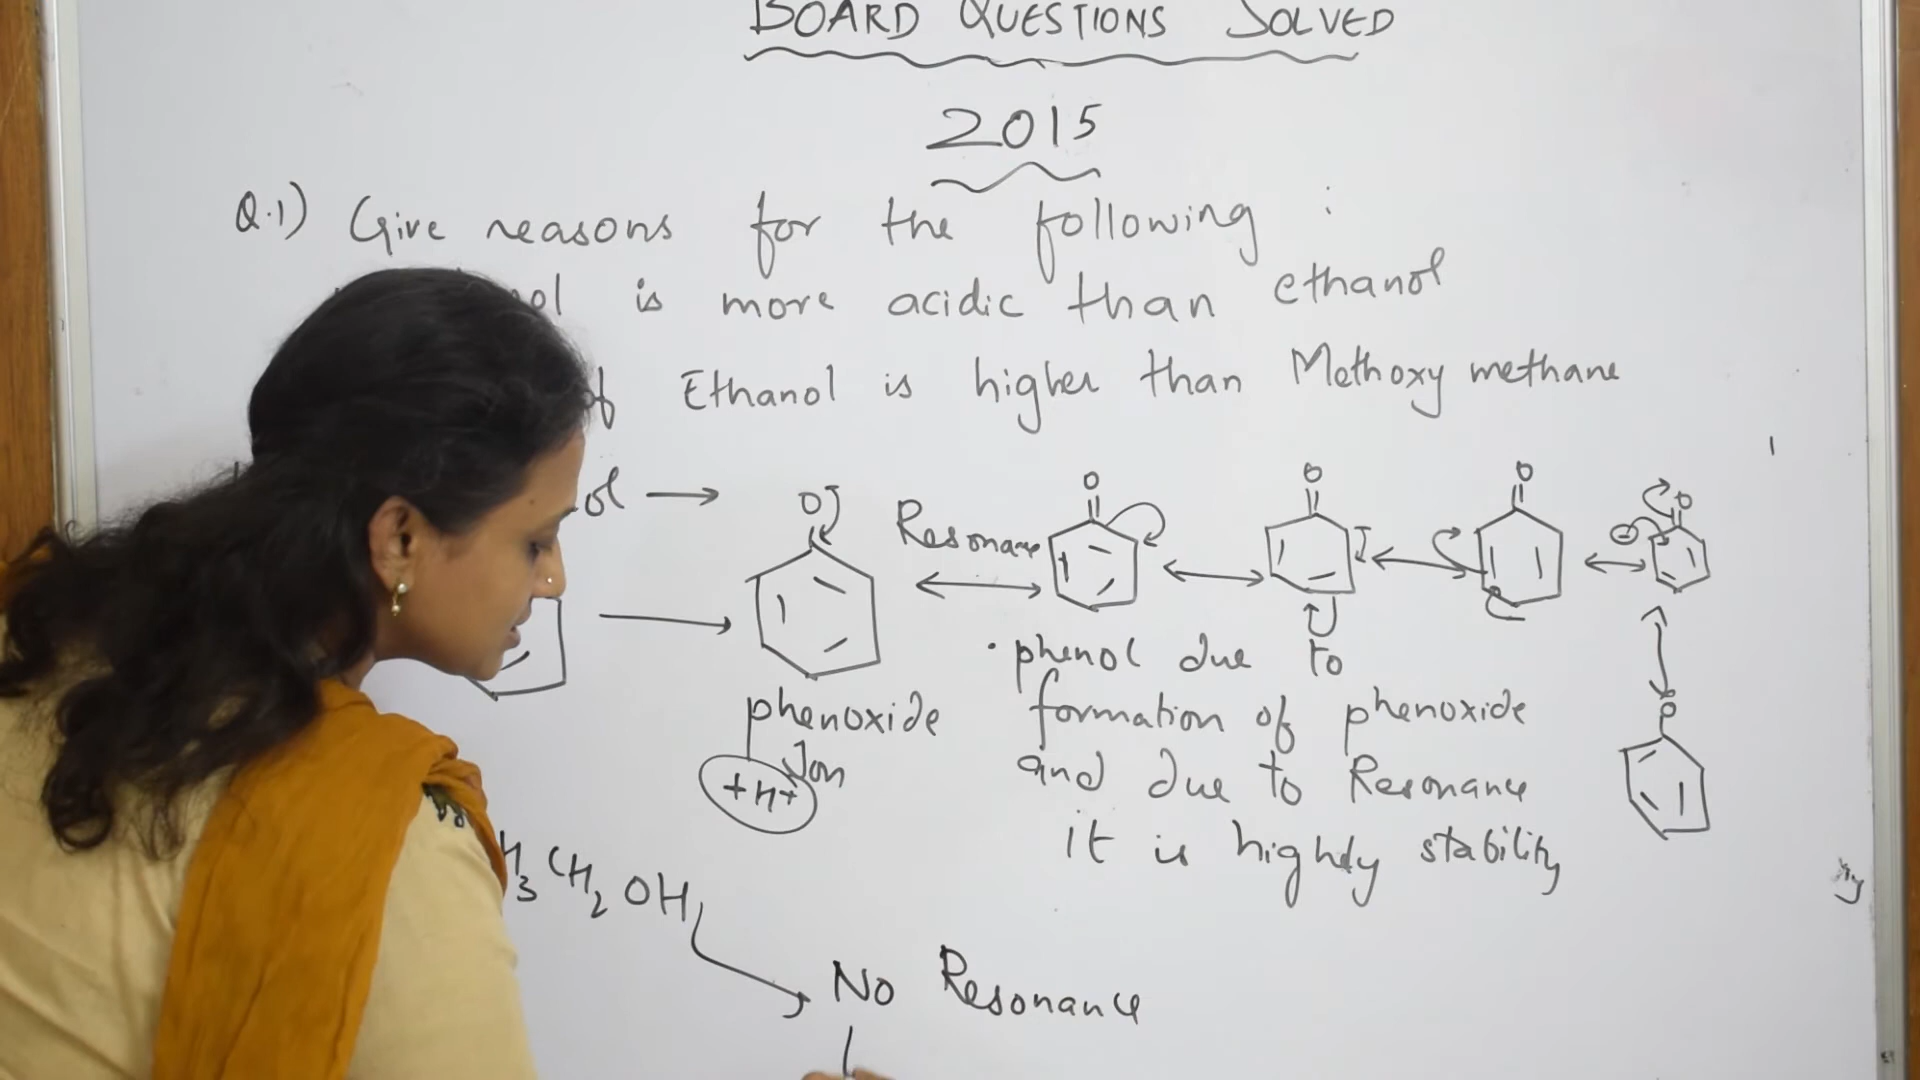 BOARD QUESTIONS SOLVED
2015
Q.1) Give reasons for the following :
is more acidic than ethanol
of Ethanol is higher than Methoxy methane
O
O
O
O
O
Resonance
phenoxide
Ion
+H+
• phenol due to
formation of phenoxide
and due to Resonance
it is highly stability
O
H3 CH2 OH
No Resonance